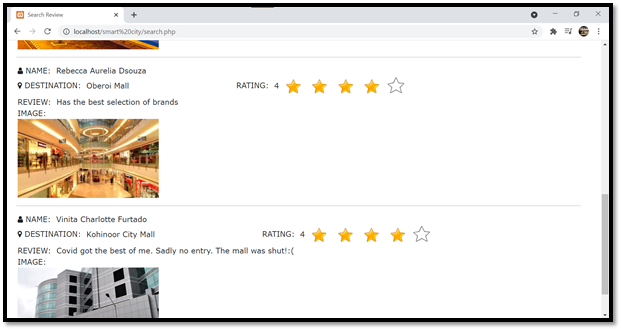 Search Review
localhost/smart%20city/search.php
NAME: Rebecca Aurelia Dsouza
DESTINATION: Oberoi Mall RATING: 4
REVIEW: Has the best selection of brands
IMAGE:
NAME: Vinita Charlotte Furtado
DESTINATION: Kohinoor City Mall RATING: 4
REVIEW: Covid got the best of me. Sadly no entry. The mall was shut!:(
IMAGE: